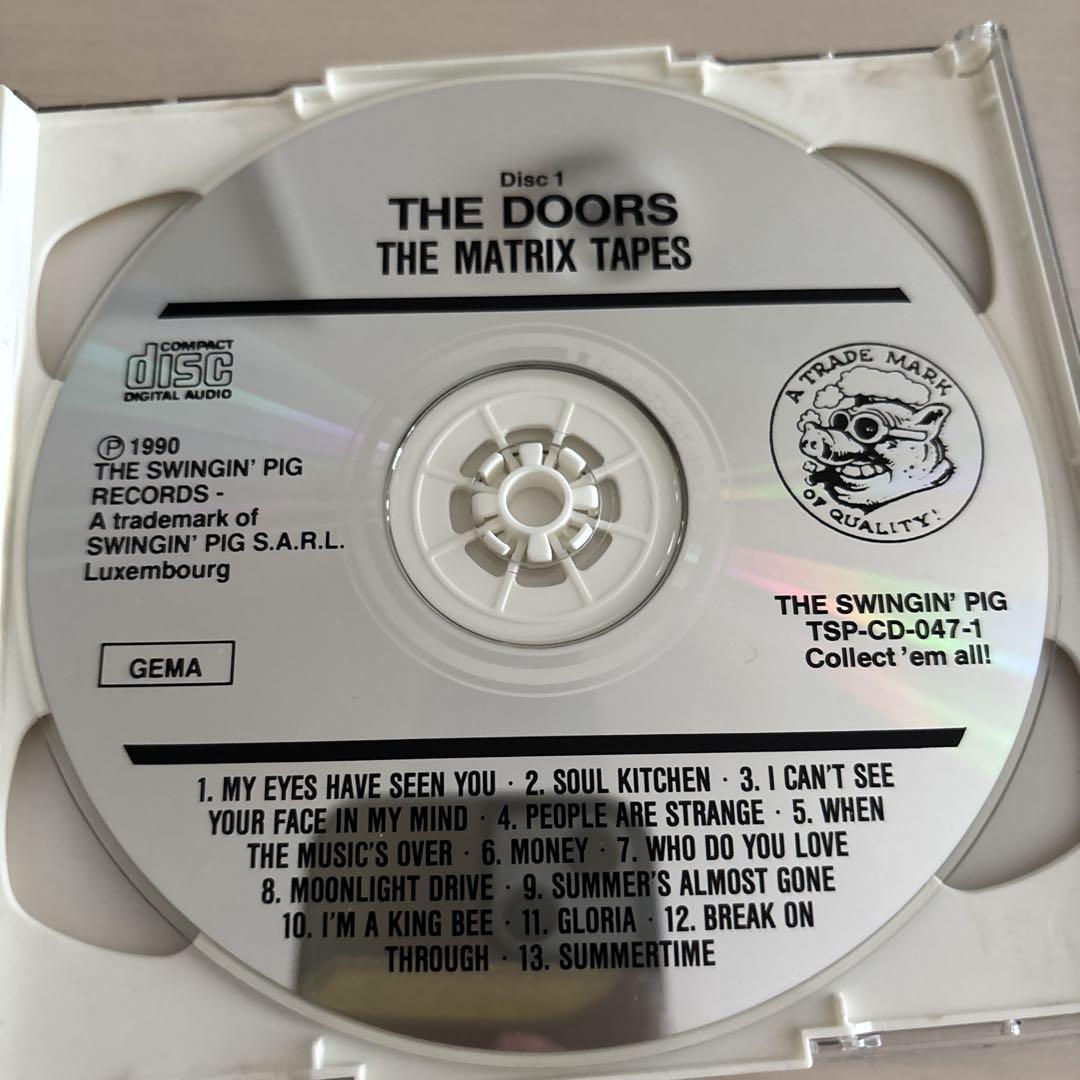 Disc 1
THE DOORS
THE MATRIX TAPES
COMPACT
disc
DIGITAL AUDIO
℗ 1990
THE SWINGIN' PIG
RECORDS -
A trademark of
SWINGIN' PIG S.A.R.L.
Luxembourg
GEMA
A TRADE MARK
OF QUALITY!
THE SWINGIN' PIG
TSP-CD-047-1
Collect 'em all!
1. MY EYES HAVE SEEN YOU · 2. SOUL KITCHEN · 3. I CAN'T SEE
YOUR FACE IN MY MIND · 4. PEOPLE ARE STRANGE · 5. WHEN
THE MUSIC'S OVER · 6. MONEY · 7. WHO DO YOU LOVE
8. MOONLIGHT DRIVE · 9. SUMMER'S ALMOST GONE
10. I'M A KING BEE · 11. GLORIA · 12. BREAK ON
THROUGH · 13. SUMMERTIME